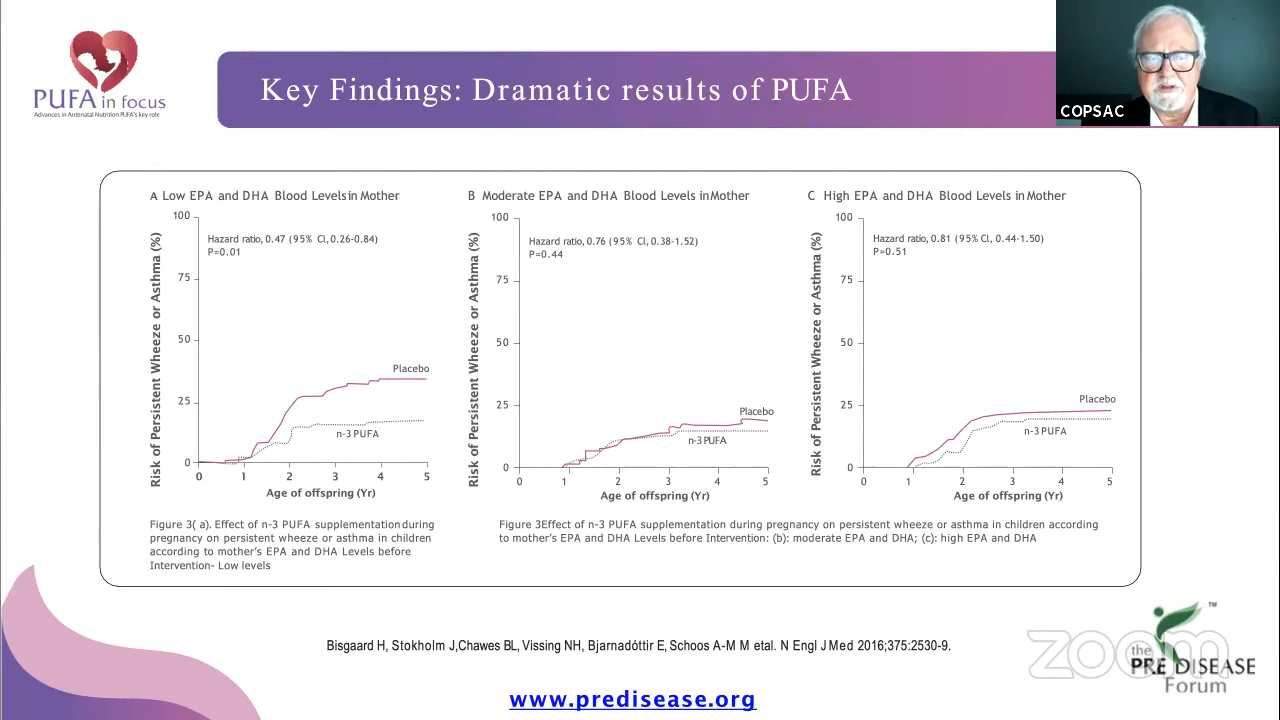 PUFA in focus
Advances in Antenatal Nutrition PUFA's key role
Key Findings: Dramatic results of PUFA
COPSAC
A Low EPA and DHA Blood Levels in Mother
100
75
50
25
0
Risk of Persistent Wheeze or Asthma (%)
Hazard ratio, 0.47 (95% CI, 0.26-0.84)
P=0.01
Placebo
n-3 PUFA
0 1 2 3 4 5
Age of offspring (Yr)
B Moderate EPA and DHA Blood Levels in Mother
100
75
50
25
0
Risk of Persistent Wheeze or Asthma (%)
Hazard ratio, 0.76 (95% CI, 0.38-1.52)
P=0.44
Placebo
n-3 PUFA
0 1 2 3 4 5
Age of offspring (Yr)
C High EPA and DHA Blood Levels in Mother
100
75
50
25
0
Risk of Persistent Wheeze or Asthma (%)
Hazard ratio, 0.81 (95% CI, 0.44-1.50)
P=0.51
Placebo
n-3 PUFA
0 1 2 3 4 5
Age of offspring (Yr)
Figure 3( a). Effect of n-3 PUFA supplementation during
pregnancy on persistent wheeze or asthma in children
according to mother's EPA and DHA Levels before
Intervention- Low levels
Figure 3Effect of n-3 PUFA supplementation during pregnancy on persistent wheeze or asthma in children according
to mother's EPA and DHA Levels before Intervention: (b): moderate EPA and DHA; (c): high EPA and DHA
Bisgaard H, Stokholm J,Chawes BL, Vissing NH, Bjarnadóttir E, Schoos A-M M etal. N Engl J Med 2016;375:2530-9.
www.predisease.org
TM
zoom
the
PRE DISEASE
Forum